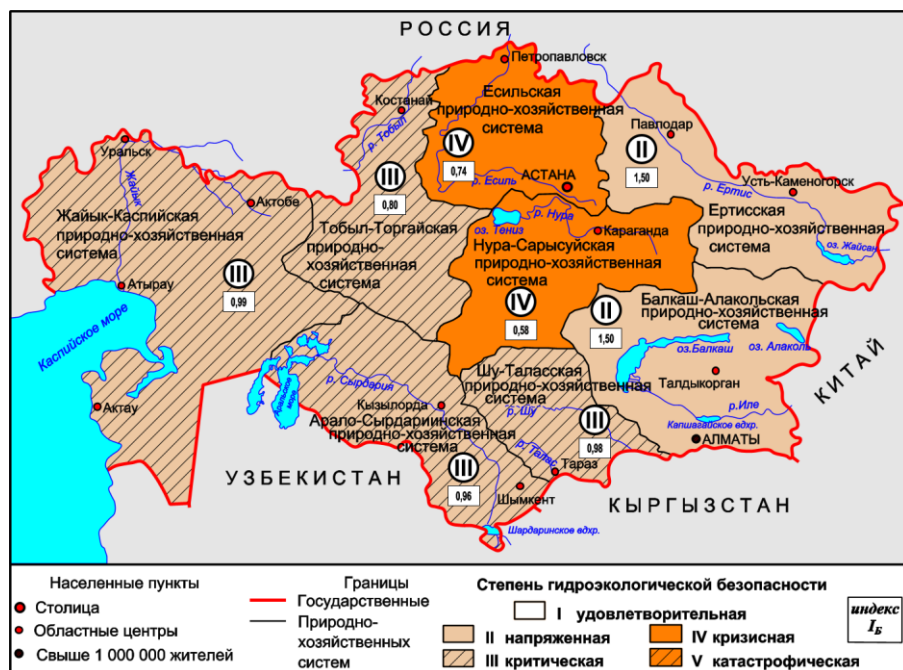 РОССИЯ
Петропавловск
Есильская
природно-хозяйственная
система
Костанай
р. Тобыл
IV
0,74
III
0,80
р. Есиль
АСТАНА
Павлодар
II
1,50
р. Ертис
Усть-Каменогорск
Ертисская
природно-хозяйственная
система
оз. Жайсан
Уральск
Жайык
Актобе
Жайык-Каспийская
природно-хозяйственная
система
III
0,99
Атырау
Каспийское море
Актау
Тобыл-Торгайская
природно-
хозяйственная
система
р. Нура
оз. Тениз
Караганда
Нура-Сарысуйская
природно-хозяйственная
система
IV
0,58
II
1,50
Балкаш-Алакольская
природно-хозяйственная
система
оз.Балкаш
оз. Алаколь
Талдыкорган
р.Иле
Капшагайское вдхр.
АЛМАТЫ
КИТАЙ
Аральское
море
р. Сырдария
Кызылорда
Арало-Сырдариинская
природно-хозяйственная
система
III
0,96
Шу-Таласская
природно-хозяйственная
система
р. Шу
III
0,98
р. Талас
Тараз
Шымкент
Шардаринское вдхр.
УЗБЕКИСТАН
КЫРГЫЗСТАН
Населенные пункты
Столица
Областные центры
Свыше 1 000 000 жителей
Границы
Государственные
Природно-
хозяйственных
систем
Степень гидроэкологической безопасности
I удовлетворительная
II напряженная
III критическая
IV кризисная
V катастрофическая
индекс
IБ